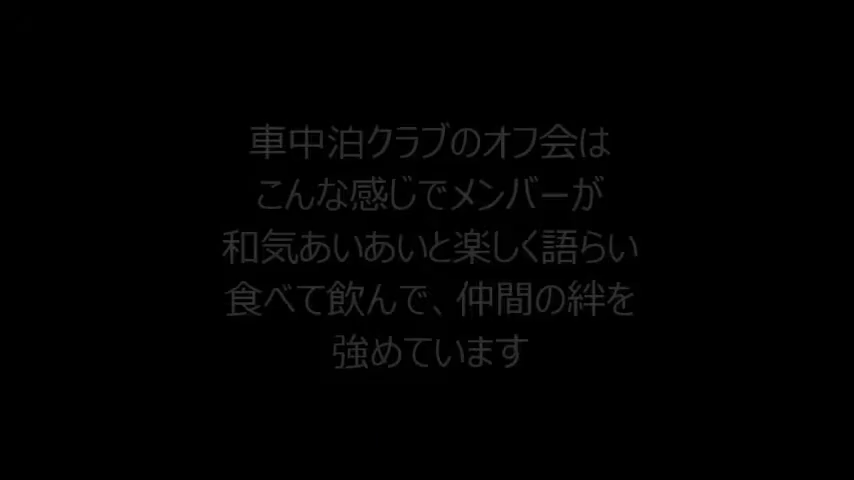 車中泊クラブのオフ会は
こんな感じでメンバーが
和気あいあいと楽しく語らい
食べて飲んで、仲間の絆を
強めています